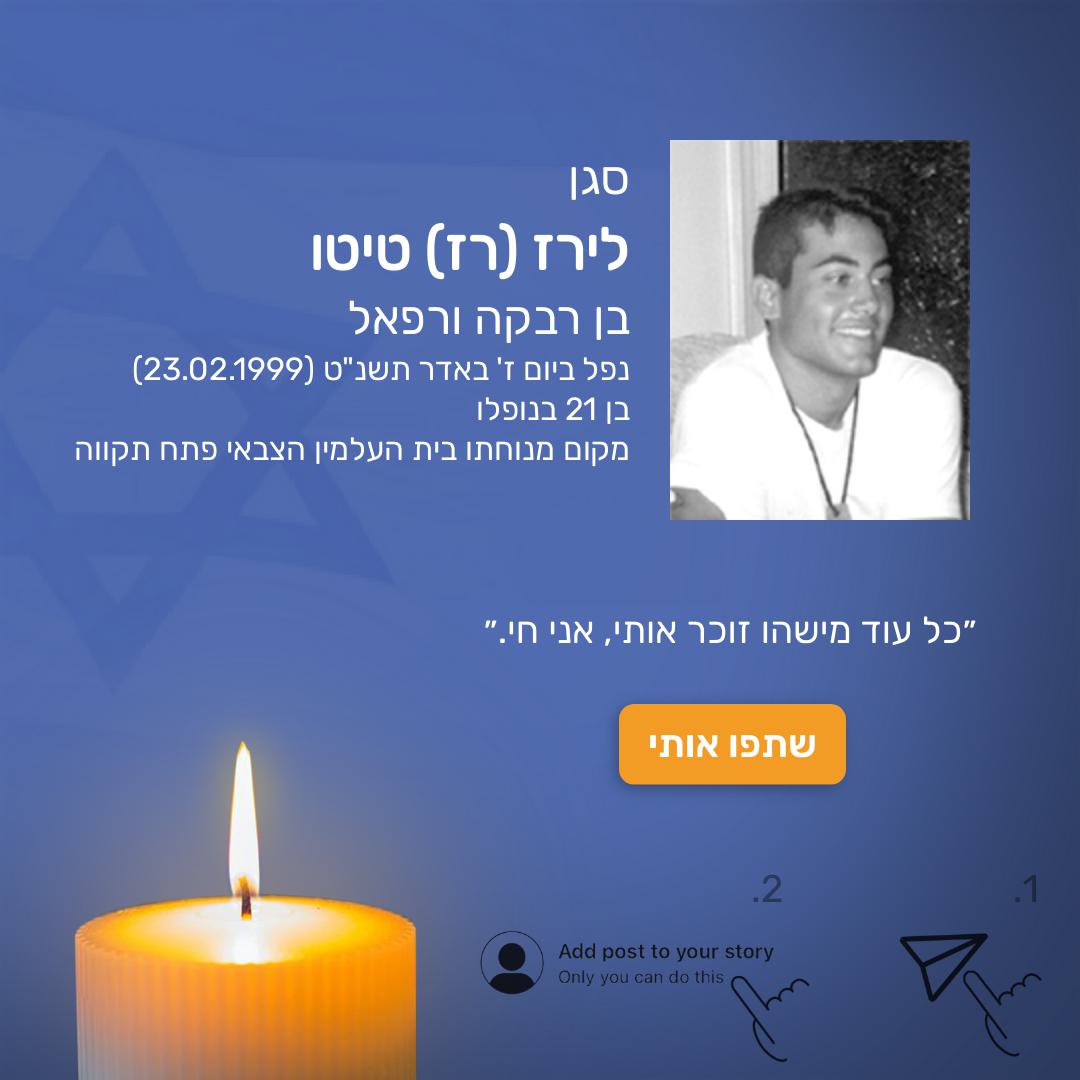 סגן
לירז (רז) טיטו
בן רבקה ורפאל
נפל ביום ז' באדר תשנ"ט (23.02.1999)
בן 21 בנופלו
מקום מנוחתו בית העלמין הצבאי פתח תקווה
״כל עוד מישהו זוכר אותי, אני חי.״
שתפו אותי
1.
2.
Add post to your story
Only you can do this